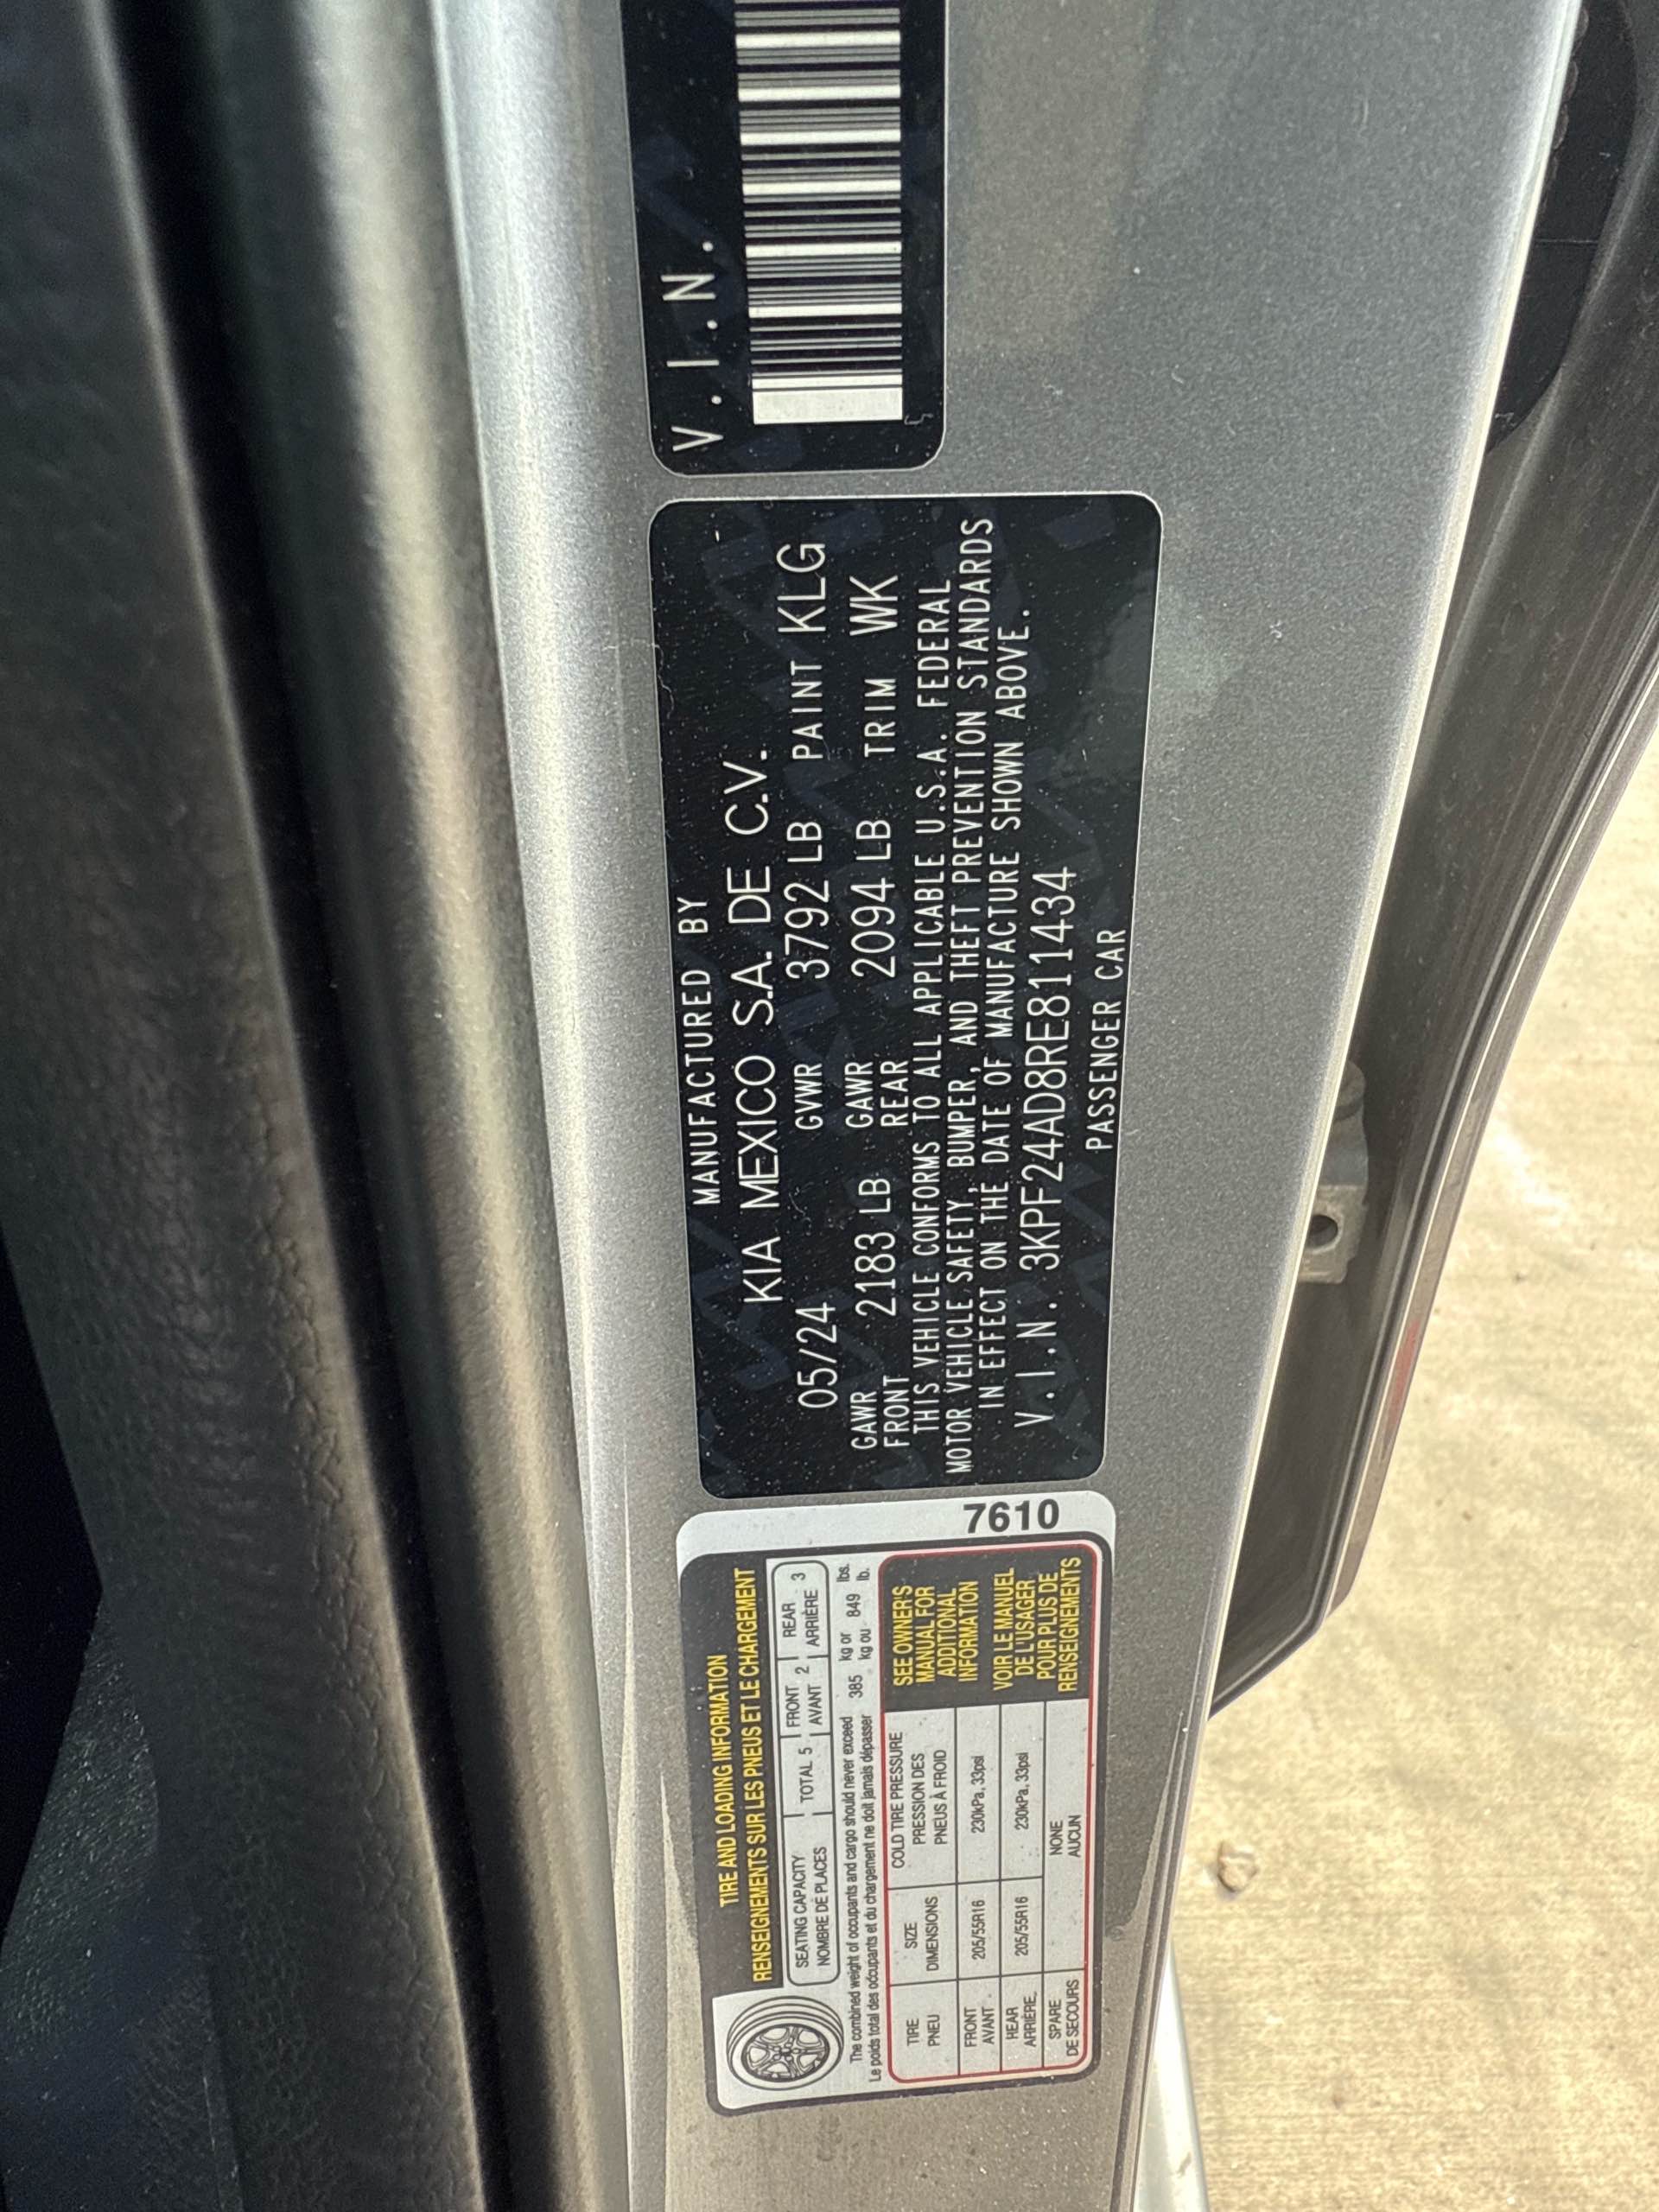 V.I.N.
MANUFACTURED BY
KIA MEXICO S.A. DE C.V.
05/24 GVWR 3792 LB PAINT KLG
GAWR FRONT 2183 LB GAWR REAR 2094 LB TRIM WK
THIS VEHICLE CONFORMS TO ALL APPLICABLE U.S.A. FEDERAL
MOTOR VEHICLE SAFETY, BUMPER, AND THEFT PREVENTION STANDARDS
IN EFFECT ON THE DATE OF MANUFACTURE SHOWN ABOVE.
V.I.N. 3KPF24AD8RE811434
PASSENGER CAR
7610
TIRE AND LOADING INFORMATION
RENSEIGNEMENTS SUR LES PNEUS ET LE CHARGEMENT
SEATING CAPACITY
NOMBRE DE PLACES
TOTAL 5
FRONT
AVANT 2
REAR
ARRIÈRE 3
The combined weight of occupants and cargo should never exceed 385 kg or 849 lbs.
Le poids total des occupants et du chargement ne doit jamais dépasser kg ou lb.
TIRE
PNEU
SIZE
DIMENSIONS
COLD TIRE PRESSURE
PRESSION DES
PNEUS À FROID
FRONT
AVANT
205/55R16
230kPa, 33psi
REAR
ARRIÈRE
205/55R16
230kPa, 33psi
SPARE
DE SECOURS
NONE
AUCUN
SEE OWNER'S
MANUAL FOR
ADDITIONAL
INFORMATION
VOIR LE MANUEL
DE L'USAGER
POUR PLUS DE
RENSEIGNEMENTS